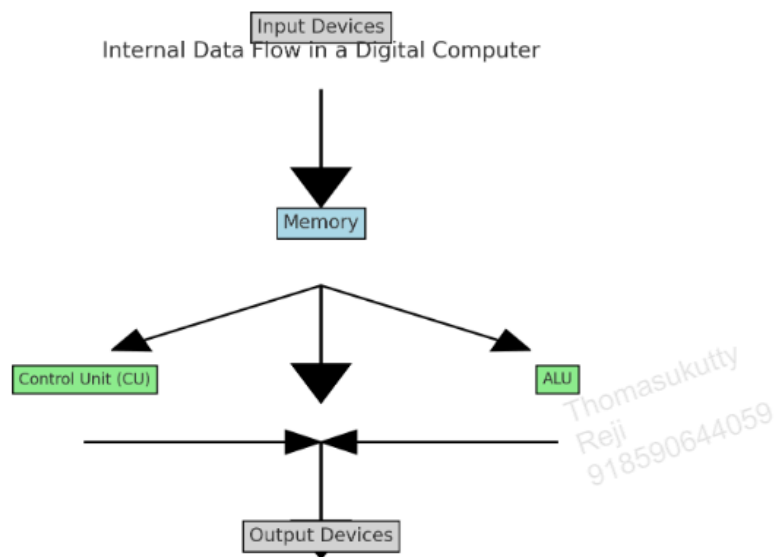 Input Devices
Internal Data Flow in a Digital Computer
Memory
Control Unit (CU)
ALU
Thomasukutty
Reji
918590644059
Output Devices